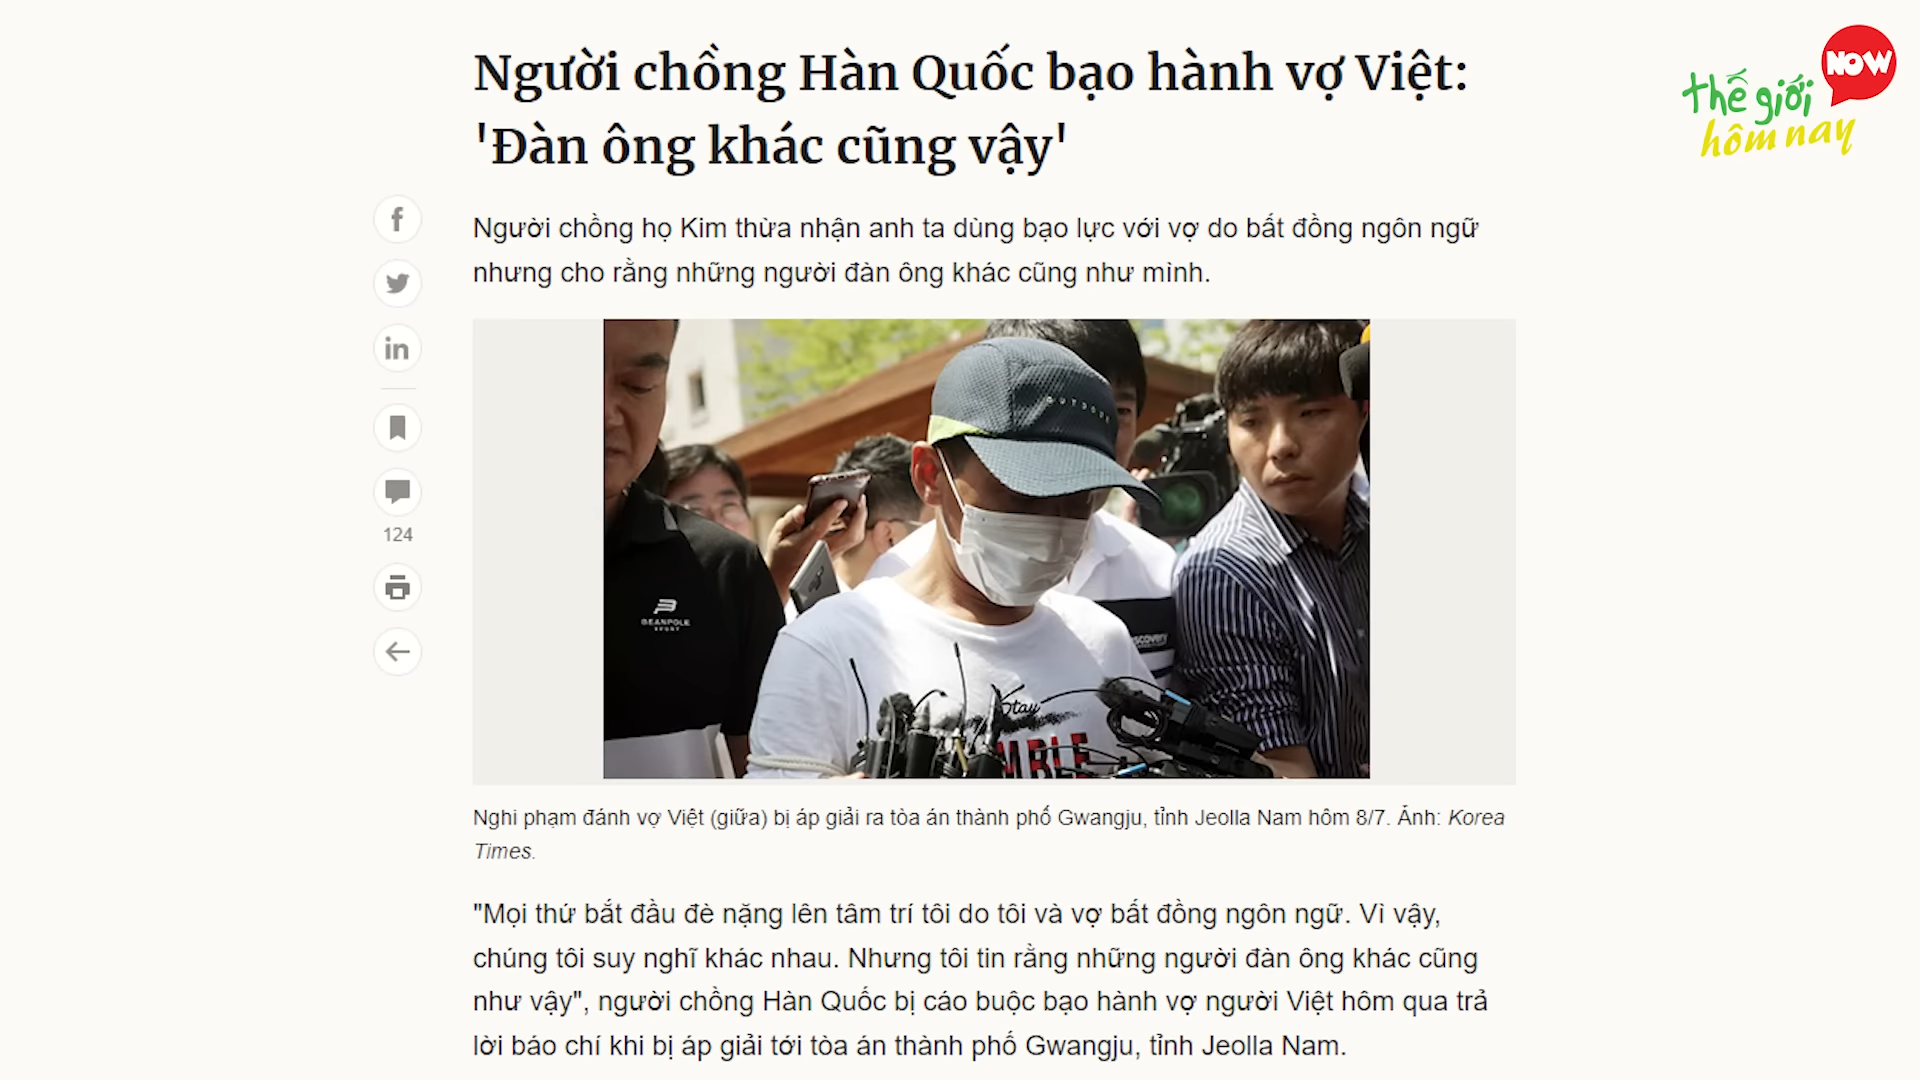 Người chồng Hàn Quốc bạo hành vợ Việt:
'Đàn ông khác cũng vậy'
NOW
thế giới
hôm nay
Người chồng họ Kim thừa nhận anh ta dùng bạo lực với vợ do bất đồng ngôn ngữ
nhưng cho rằng những người đàn ông khác cũng như mình.
124
OUTDOOR
BEANPOLE
SPORT
Stay
Nghi phạm đánh vợ Việt (giữa) bị áp giải ra tòa án thành phố Gwangju, tỉnh Jeolla Nam hôm 8/7. Ảnh: Korea
Times.
"Mọi thứ bắt đầu đè nặng lên tâm trí tôi do tôi và vợ bất đồng ngôn ngữ. Vì vậy,
chúng tôi suy nghĩ khác nhau. Nhưng tôi tin rằng những người đàn ông khác cũng
như vậy", người chồng Hàn Quốc bị cáo buộc bạo hành vợ người Việt hôm qua trả
lời báo chí khi bị áp giải tới tòa án thành phố Gwangju, tỉnh Jeolla Nam.